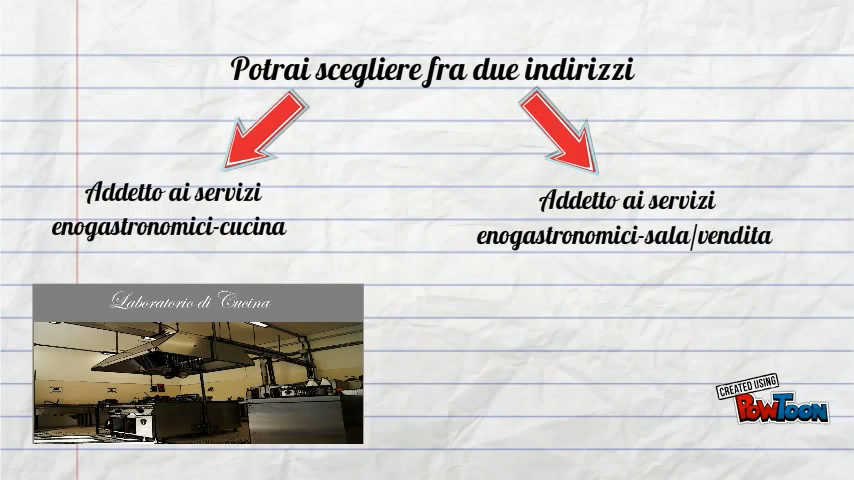 Potrai scegliere fra due indirizzi
Addetto ai servizi
enogastronomici-cucina
Addetto ai servizi
enogastronomici-sala/vendita
Laboratorio di Cucina
CREATED USING
POWTOON